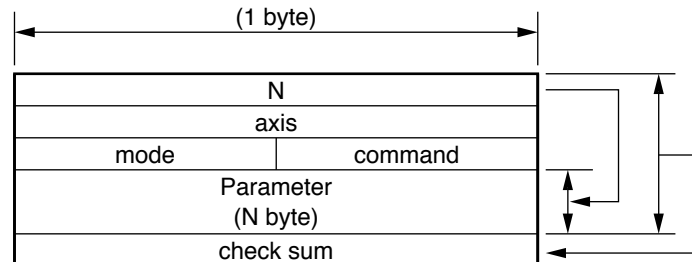 (1 byte)
N
axis
mode command
Parameter
(N byte)
check sum